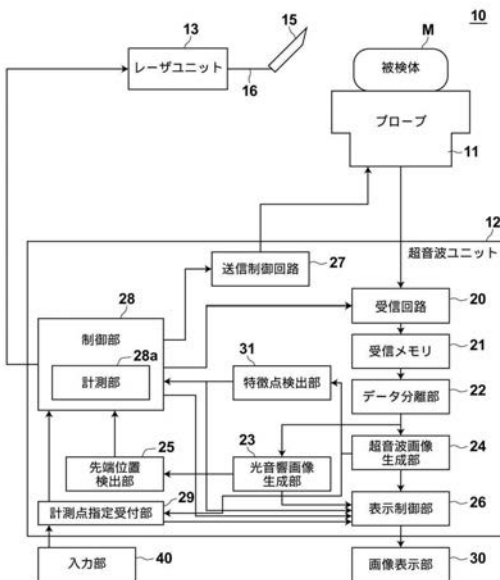 10
15
13
M
レーザユニット
16
被検体
プローブ
11
12
超音波ユニット
送信制御回路
27
28
制御部
28a
計測部
受信回路
20
31
受信メモリ
21
特徴点検出部
データ分離部
22
25
23
先端位置
検出部
光音響画像
生成部
超音波画像
生成部
24
29
計測点指定受付部
表示制御部
26
入力部
40
画像表示部
30